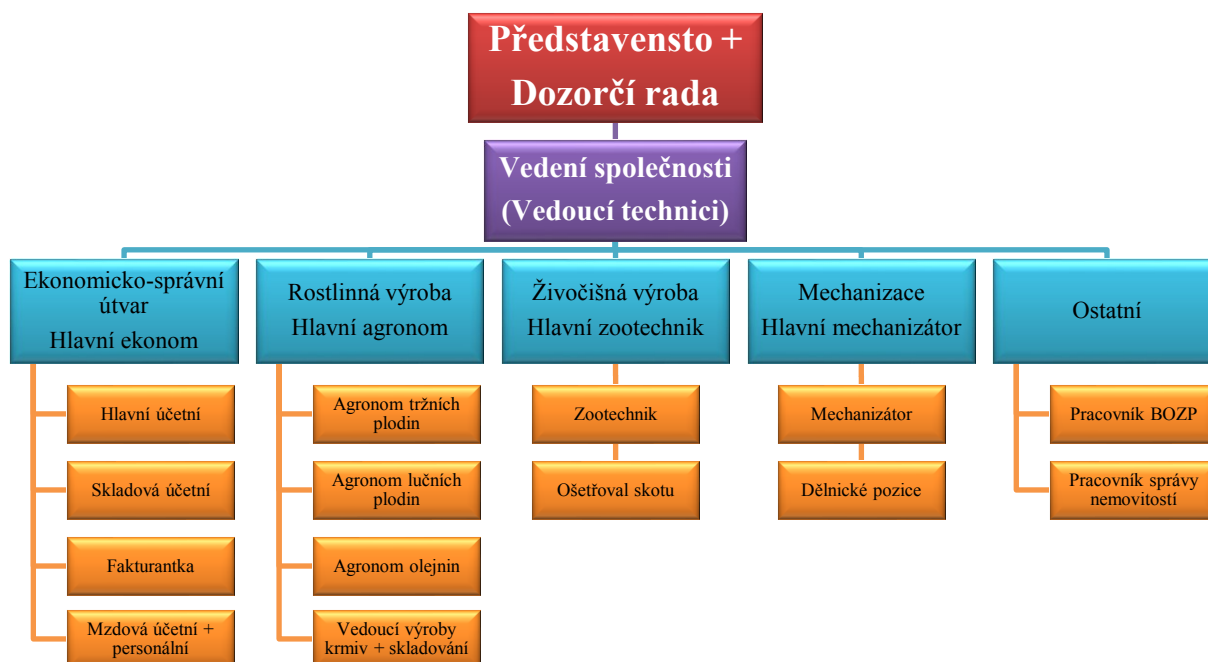 Představensto +
Dozorčí rada
Vedení společnosti
(Vedoucí technici)
Ekonomicko-správní
útvar
Hlavní ekonom
Rostlinná výroba
Hlavní agronom
Živočišná výroba
Hlavní zootechnik
Mechanizace
Hlavní mechanizátor
Ostatní
Hlavní účetní
Skladová účetní
Fakturantka
Mzdová účetní +
personální
Agronom tržních
plodin
Agronom lučních
plodin
Agronom olejnin
Vedoucí výroby
krmiv + skladování
Zootechnik
Ošetřoval skotu
Mechanizátor
Dělnické pozice
Pracovník BOZP
Pracovník správy
nemovitostí